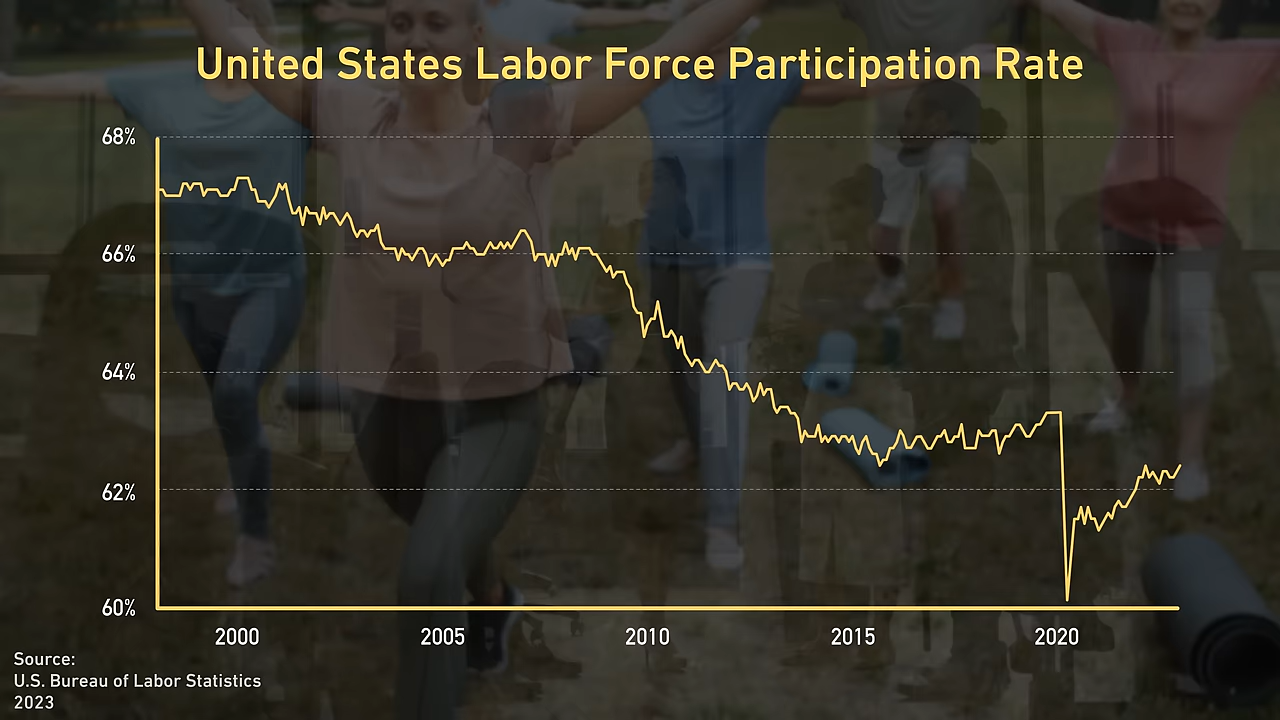 United States Labor Force Participation Rate
68%
66%
64%
62%
60%
2000 2005 2010 2015 2020
Source:
U.S. Bureau of Labor Statistics
2023